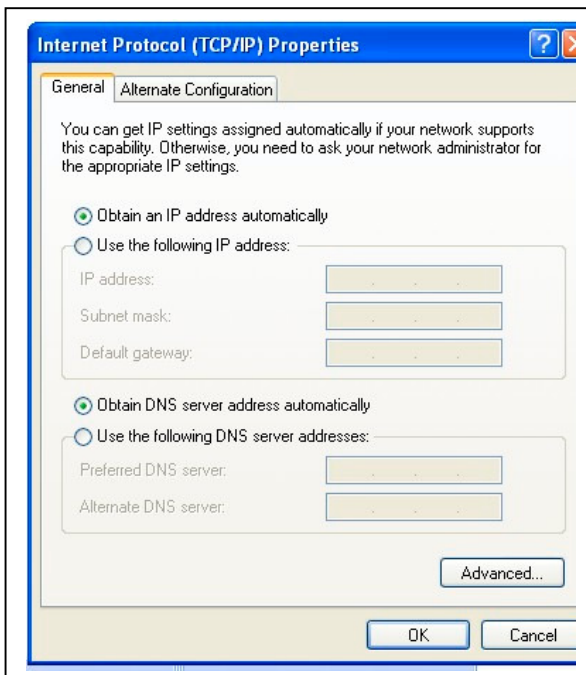 Internet Protocol (TCP/IP) Properties
General
Alternate Configuration
You can get IP settings assigned automatically if your network supports
this capability. Otherwise, you need to ask your network administrator for
the appropriate IP settings.
Obtain an IP address automatically
Use the following IP address:
IP address:
Subnet mask:
Default gateway:
Obtain DNS server address automatically
Use the following DNS server addresses:
Preferred DNS server:
Alternate DNS server:
Advanced...
OK
Cancel